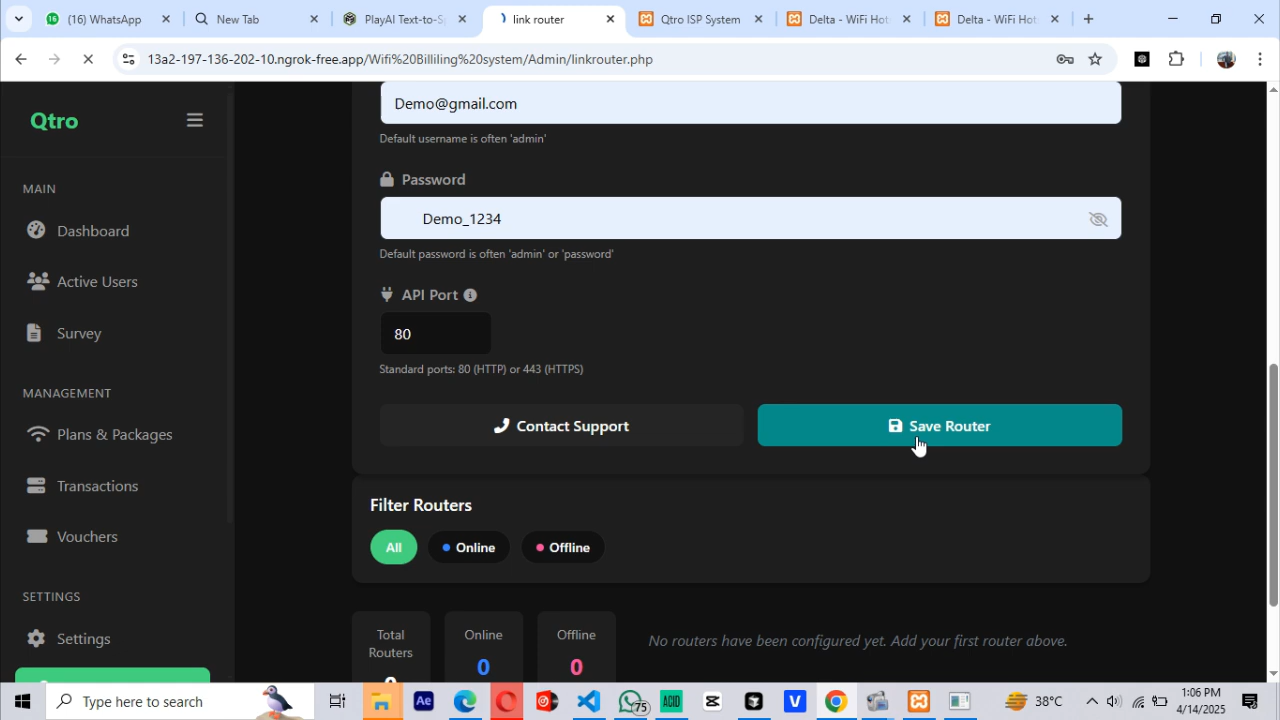 (16) WhatsApp
New Tab
PlayAI Text-to-Sp
link router
Qtro ISP System
Delta - WiFi Hot
Delta - WiFi Hot
13a2-197-136-202-10.ngrok-free.app/Wifi%20Billiling%20system/Admin/linkrouter.php
Qtro
MAIN
Dashboard
Active Users
Survey
MANAGEMENT
Plans & Packages
Transactions
Vouchers
SETTINGS
Settings
Demo@gmail.com
Default username is often 'admin'
Password
Demo_1234
Default password is often 'admin' or 'password'
API Port
80
Standard ports: 80 (HTTP) or 443 (HTTPS)
Contact Support
Save Router
Filter Routers
All
Online
Offline
Total
Routers
Online
0
Offline
0
No routers have been configured yet. Add your first router above.
Type here to search
Ae
75
ACID
V
38°C
1:06 PM
4/14/2025